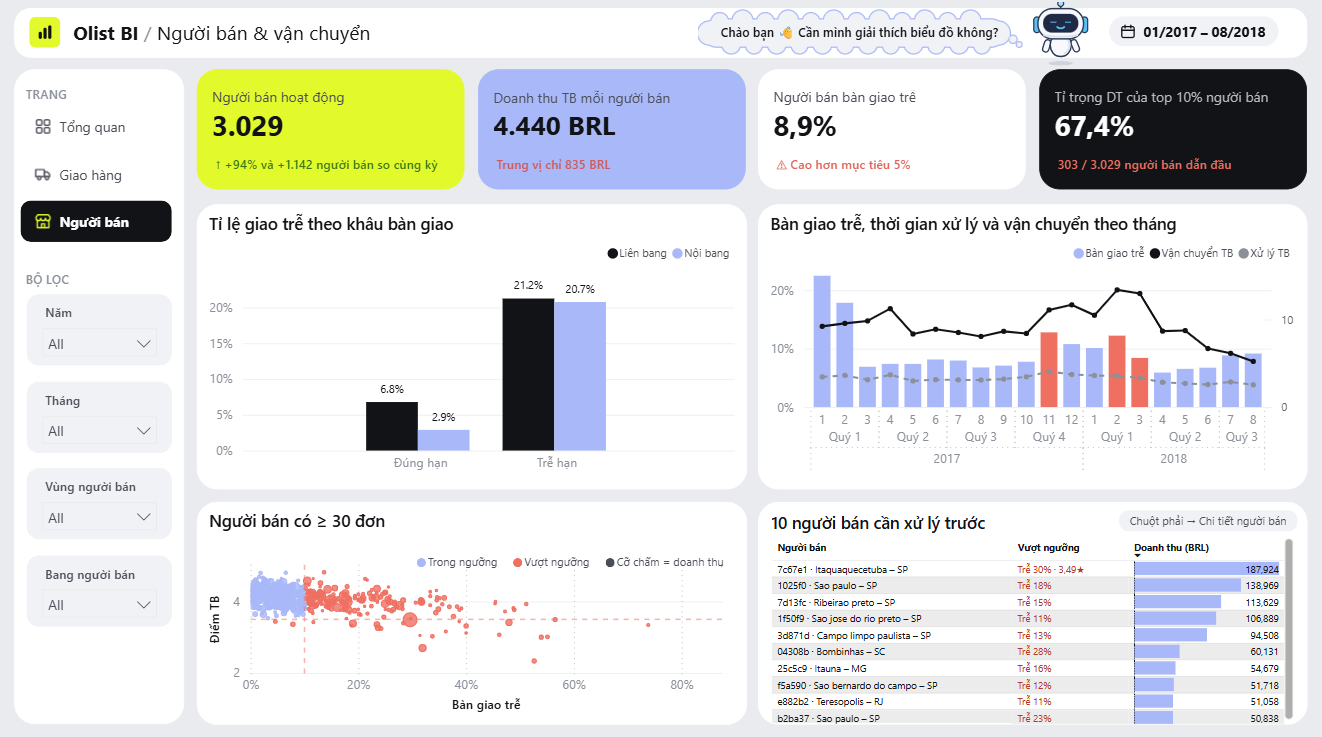 Olist BI / Người bán & vận chuyển
Chào bạn 👋 Cần mình giải thích biểu đồ không?
01/2017 – 08/2018
TRANG
Tổng quan
Giao hàng
Người bán
BỘ LỌC
Năm
All
Tháng
All
Vùng người bán
All
Bang người bán
All
Người bán hoạt động
3.029
↑ +94% và +1.142 người bán so cùng kỳ
Doanh thu TB mỗi người bán
4.440 BRL
Trung vị chỉ 835 BRL
Người bán bàn giao trễ
8,9%
⚠ Cao hơn mục tiêu 5%
Tỉ trọng DT của top 10% người bán
67,4%
303 / 3.029 người bán dẫn đầu
Tỉ lệ giao trễ theo khâu bàn giao
Liên bang Nội bang
20%
15%
10%
5%
0%
6.8%
2.9%
21.2%
20.7%
Đúng hạn
Trễ hạn
Bàn giao trễ, thời gian xử lý và vận chuyển theo tháng
Bàn giao trễ Vận chuyển TB Xử lý TB
20%
10%
0%
10
0
1 2 3 4 5 6 7 8 9 10 11 12 1 2 3 4 5 6 7 8
Quý 1 Quý 2 Quý 3 Quý 4 Quý 1 Quý 2 Quý 3
2017 2018
Người bán có ≥ 30 đơn
Trong ngưỡng Vượt ngưỡng Cỡ chấm = doanh thu
Điểm TB
4
2
0% 20% 40% 60% 80%
Bàn giao trễ
10 người bán cần xử lý trước
Chuột phải → Chi tiết người bán
Người bán Vượt ngưỡng Doanh thu (BRL)
7c67e1 · Itaquaquecetuba – SP Trễ 30% · 3,49★ 187,924
1025f0 · Sao paulo – SP Trễ 18% 138,969
7d13fc · Ribeirao preto – SP Trễ 15% 113,629
1f50f9 · Sao jose do rio preto – SP Trễ 11% 106,889
3d871d · Campo limpo paulista – SP Trễ 13% 94,508
04308b · Bombinhas – SC Trễ 28% 60,131
25c5c9 · Itauna – MG Trễ 16% 54,679
f5a590 · Sao bernardo do campo – SP Trễ 12% 51,718
e882b2 · Teresopolis – RJ Trễ 11% 51,058
b2ba37 · Sao paulo – SP Trễ 23% 50,838